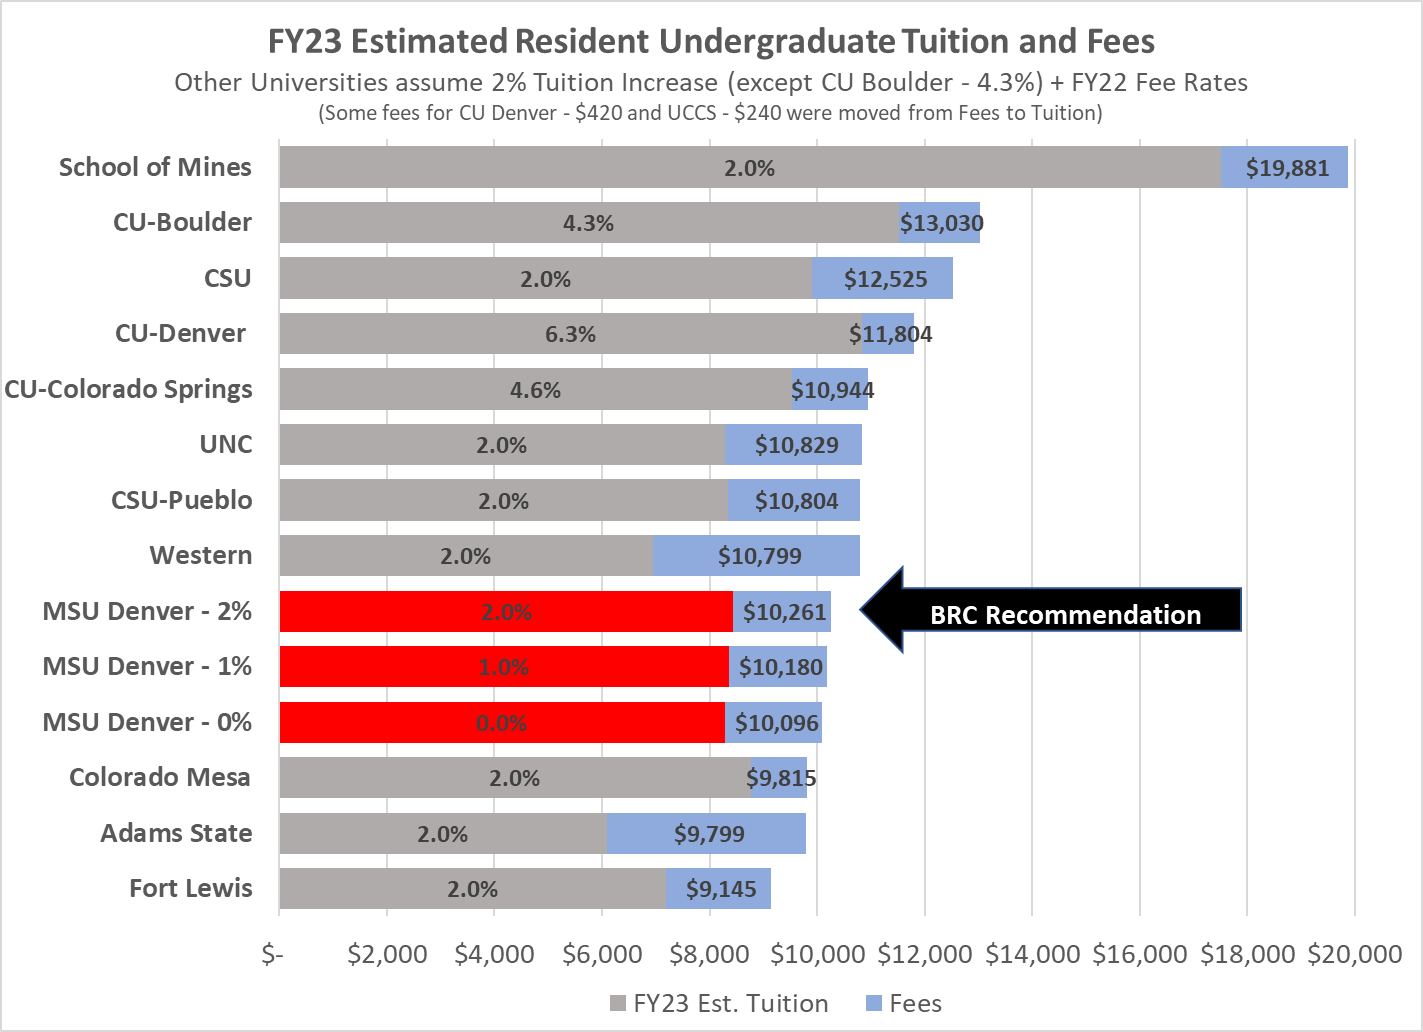 FY23 Estimated Resident Undergraduate Tuition and Fees
Other Universities assume 2% Tuition Increase (except CU Boulder - 4.3%) + FY22 Fee Rates
(Some fees for CU Denver - $420 and UCCS - $240 were moved from Fees to Tuition)
School of Mines 2.0% $19,881
CU-Boulder 4.3% $13,030
CSU 2.0% $12,525
CU-Denver 6.3% $11,804
CU-Colorado Springs 4.6% $10,944
UNC 2.0% $10,829
CSU-Pueblo 2.0% $10,804
Western 2.0% $10,799
MSU Denver - 2% 2.0% $10,261 BRC Recommendation
MSU Denver - 1% 1.0% $10,180
MSU Denver - 0% 0.0% $10,096
Colorado Mesa 2.0% $9,815
Adams State 2.0% $9,799
Fort Lewis 2.0% $9,145
$- $2,000 $4,000 $6,000 $8,000 $10,000 $12,000 $14,000 $16,000 $18,000 $20,000
FY23 Est. Tuition Fees